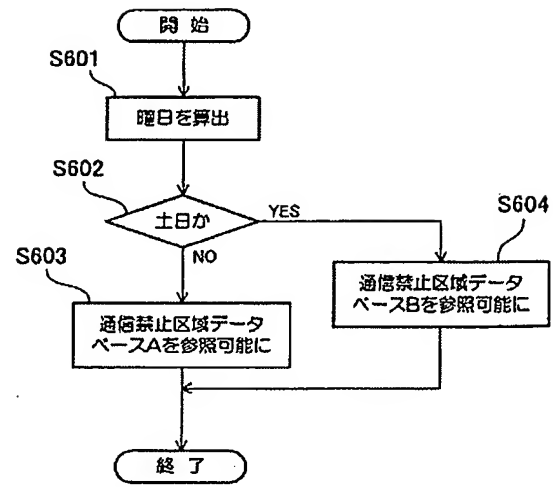 開 始
S601
曜日を算出
S602
土日か
YES
NO
S604
通信禁止区域データ
ベースBを参照可能に
S603
通信禁止区域データ
ベースAを参照可能に
終 了